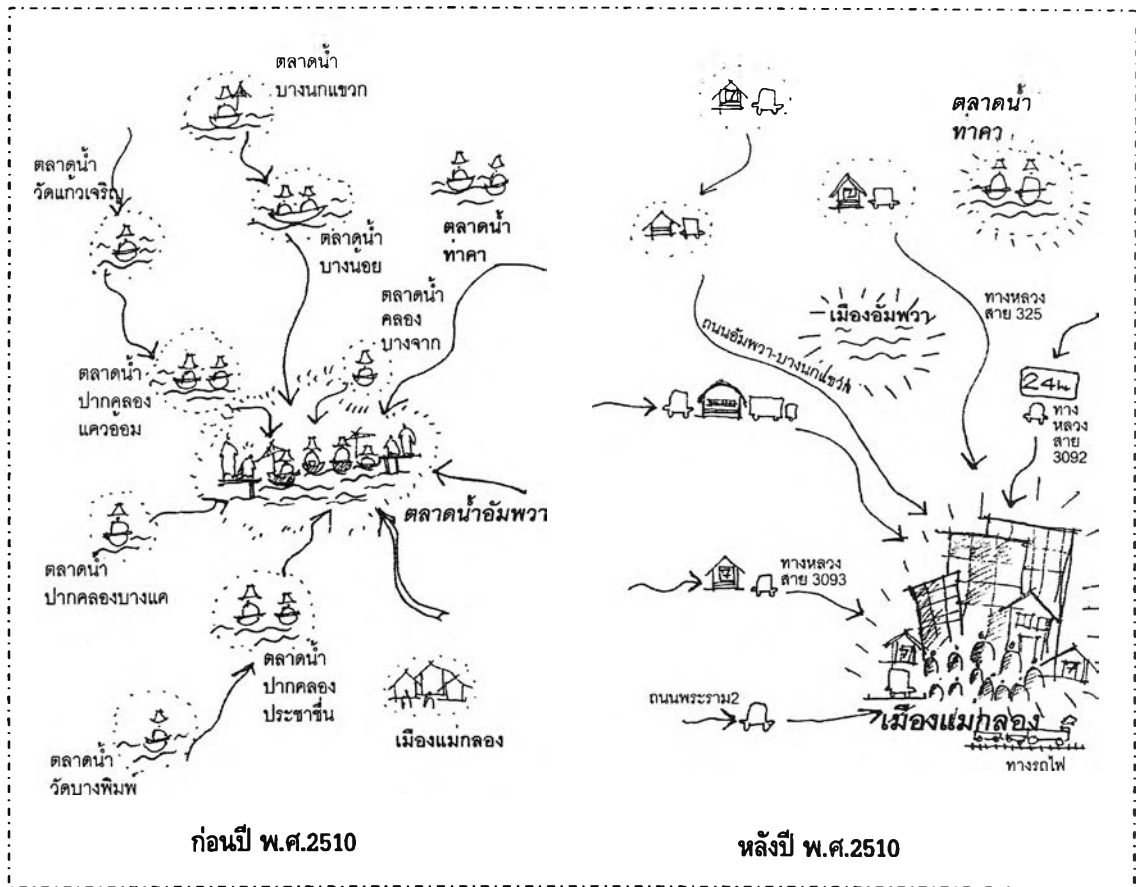 ตลาดน้ำ
บางนกแขวก
ตลาดน้ำ
วัดแก้วเจริญ
ตลาดน้ำ
บางน้อย
ตลาดน้ำ
ท่าคา
ตลาดน้ำ
คลอง
บางจาก
ตลาดน้ำ
ปากคลอง
แควอ้อม
ตลาดน้ำอัมพวา
ตลาดน้ำ
ปากคลองบางแค
ตลาดน้ำ
ปากคลอง
ประชาชื่น
ตลาดน้ำ
วัดบางพิมพ์
เมืองแม่กลอง
ก่อนปี พ.ศ.2510
ตลาดน้ำ
ท่าคา
ทางหลวง
สาย 325
เมืองอัมพวา
ถนนอัมพวา-บางนกแขวก
ทาง
หลวง
สาย
3092
ทางหลวง
สาย 3093
ถนนพระราม2
เมืองแม่กลอง
ทางรถไฟ
หลังปี พ.ศ.2510